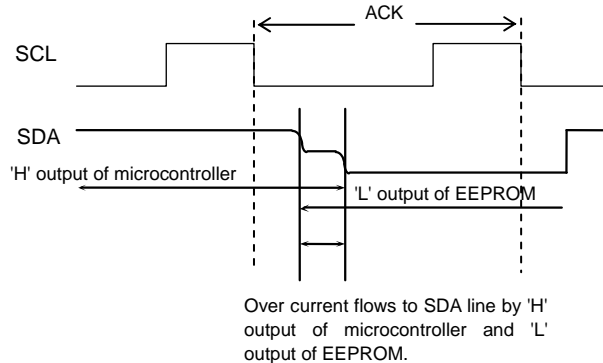 ACK
SCL
SDA
'H' output of microcontroller
'L' output of EEPROM
Over current flows to SDA line by 'H'
output of microcontroller and 'L'
output of EEPROM.